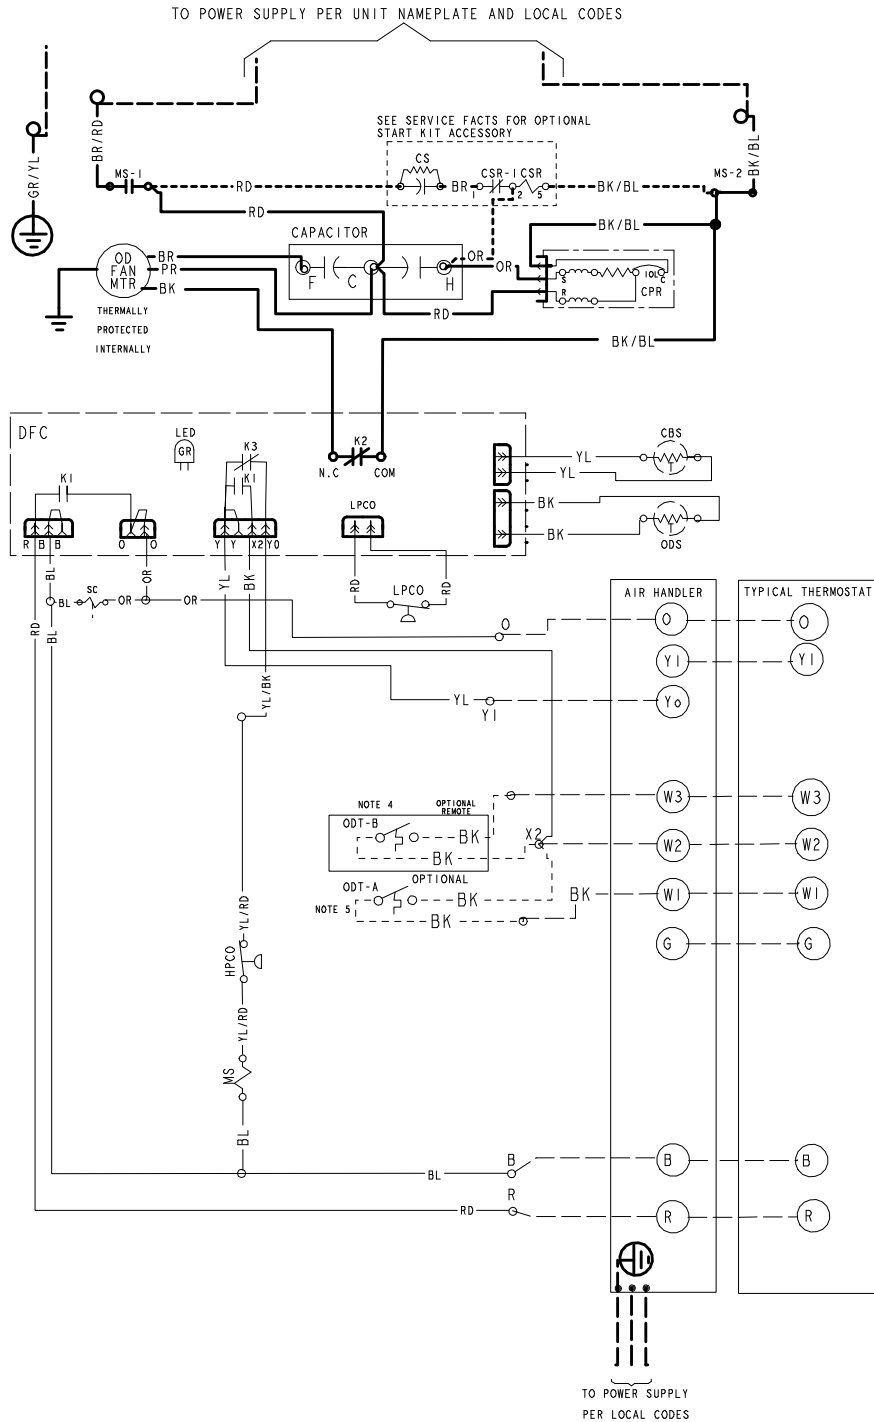 TO POWER SUPPLY PER UNIT NAMEPLATE AND LOCAL CODES
SEE SERVICE FACTS FOR OPTIONAL
START KIT ACCESSORY
GR/YL
BR/RD
BK/BL
MS-1
RD
CS
BR
CSR-1 CSR
1
2
5
BK/BL
MS-2
RD
BK/BL
CAPACITOR
OR
OR
OD
FAN
MTR
BR
PR
BK
F
C
H
S
R
IOL
C
CPR
RD
THERMALLY
PROTECTED
INTERNALLY
BK/BL
DFC
LED
GR
K3
K1
K1
K2
N.C
COM
LPCO
CBS
YL
YL
BK
BK
ODS
R B B
O O
Y Y X2 YO
BL
OR
YL
BK
RD
LPCO
RD
SC
BL
OR
OR
RD
BL
O
AIR HANDLER
TYPICAL THERMOSTAT
O
O
Y1
Y1
YL/BK
YL
Y1
Yo
NOTE 4
OPTIONAL
REMOTE
ODT-B
BK
BK
X2
W3
W3
W2
W2
ODT-A
OPTIONAL
NOTE 5
BK
BK
BK
W1
W1
G
G
YL/RD
HPCO
YL/RD
MS
BL
BL
B
B
B
R
RD
R
R
TO POWER SUPPLY
PER LOCAL CODES